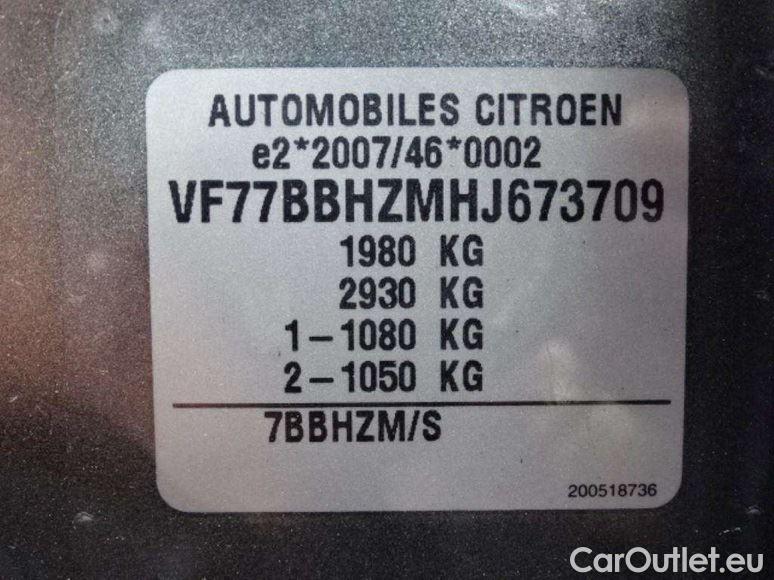 AUTOMOBILES CITROEN
e2*2007/46*0002
VF77BBHZMHJ673709
1980 KG
2930 KG
1-1080 KG
2-1050 KG
7BBHZM/S
200518736
CarOutlet.eu